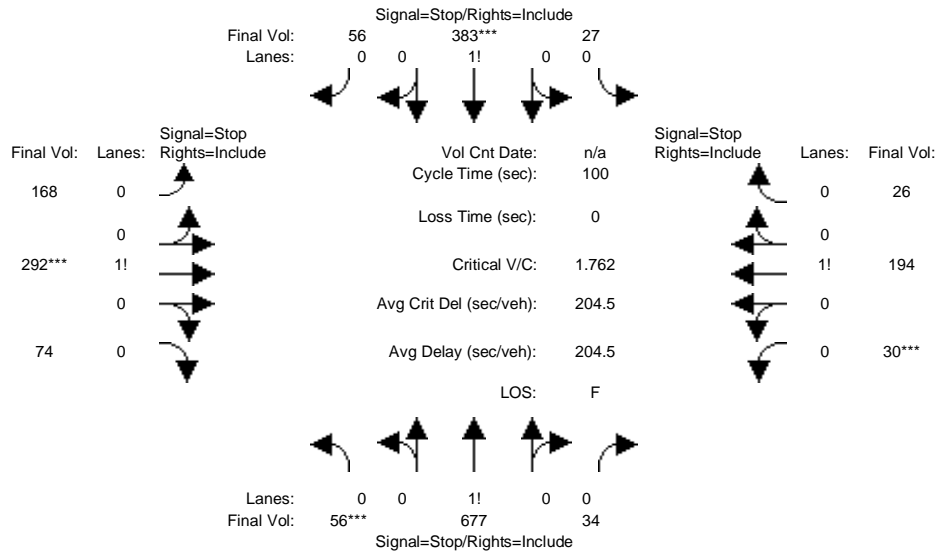 Signal=Stop/Rights=Include
Final Vol: 56 383*** 27
Lanes: 0 0 1! 0 0
Signal=Stop
Final Vol: Lanes: Rights=Include
Vol Cnt Date: n/a
Signal=Stop
Rights=Include Lanes: Final Vol:
Cycle Time (sec): 100
168 0
0 26
Loss Time (sec): 0
0
0
292*** 1!
Critical V/C: 1.762
1! 194
0
Avg Crit Del (sec/veh): 204.5
0
74 0
Avg Delay (sec/veh): 204.5
0 30***
LOS: F
Lanes: 0 0 1! 0 0
Final Vol: 56*** 677 34
Signal=Stop/Rights=Include